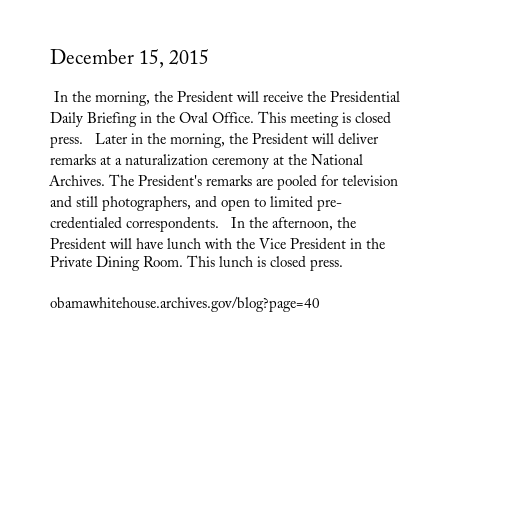 December 15, 2015
In the morning, the President will receive the Presidential
Daily Briefing in the Oval Office. This meeting is closed
press.   Later in the morning, the President will deliver
remarks at a naturalization ceremony at the National
Archives. The President's remarks are pooled for television
and still photographers, and open to limited pre-
credentialed correspondents.   In the afternoon, the
President will have lunch with the Vice President in the
Private Dining Room. This lunch is closed press.
obamawhitehouse.archives.gov/blog?page=40